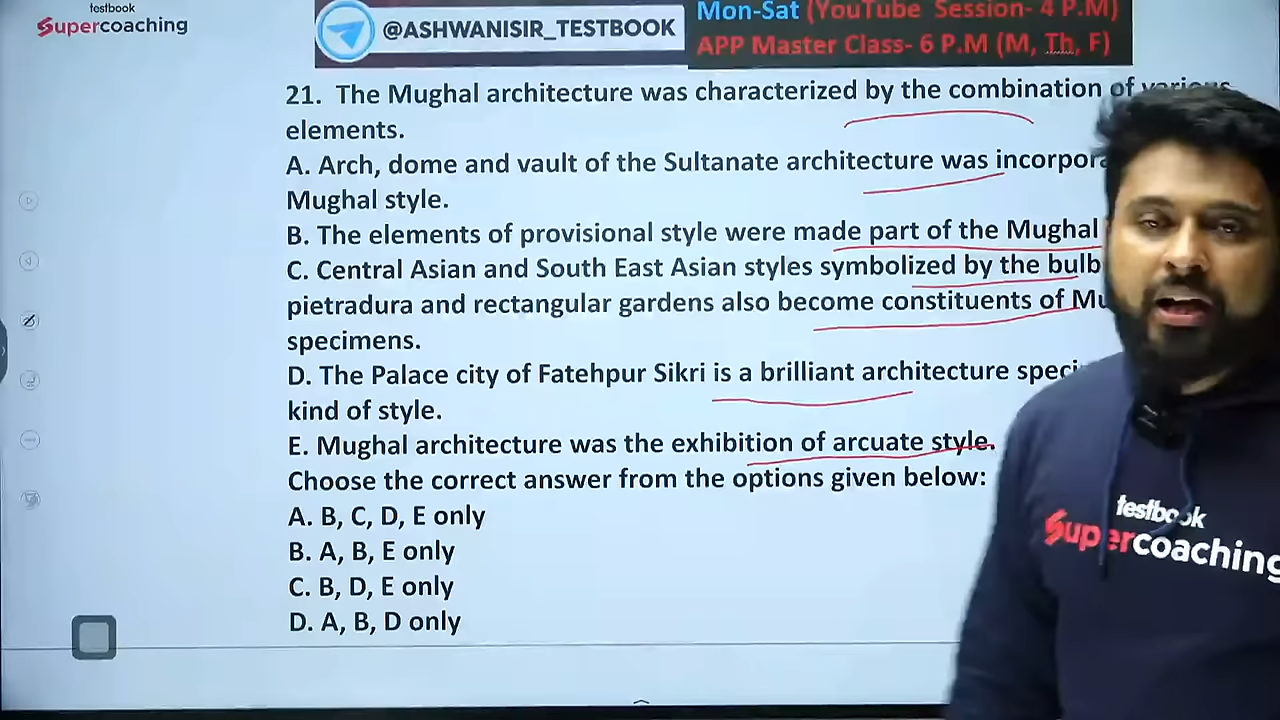 testbook
Supercoaching
@ASHWANISIR_TESTBOOK
Mon-Sat (YouTube Session- 4 P.M)
APP Master Class- 6 P.M (M, Th, F)
21. The Mughal architecture was characterized by the combination of various
elements.
A. Arch, dome and vault of the Sultanate architecture was
Mughal style.
B. The elements of provisional style were made part of the Mughal
C. Central Asian and South East Asian styles symbolized by the
pietradura and rectangular gardens also become constituents of
specimens.
D. The Palace city of Fatehpur Sikri is a brilliant architecture
kind of style.
E. Mughal architecture was the exhibition of arcuate style.
Choose the correct answer from the options given below:
A. B, C, D, E only
B. A, B, E only
C. B, D, E only
D. A, B, D only
testbook
Supercoaching